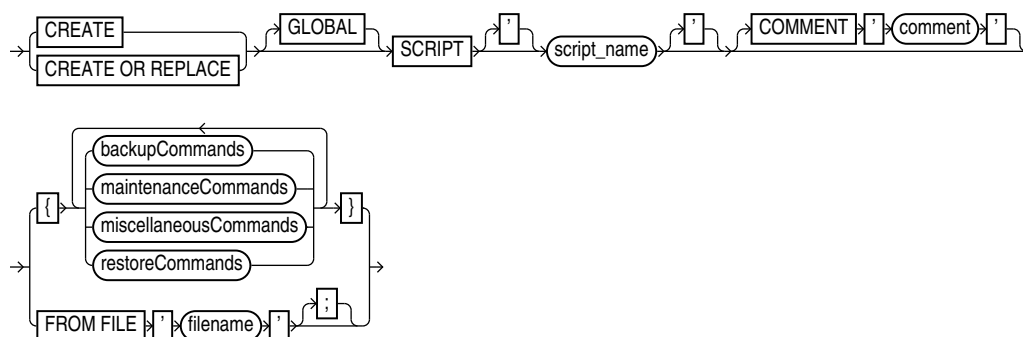 CREATE GLOBAL ' ' COMMENT ' comment '
CREATE OR REPLACE SCRIPT script_name
backupCommands
{ maintenanceCommands }
miscellaneousCommands
restoreCommands
FROM FILE ' filename ' ;